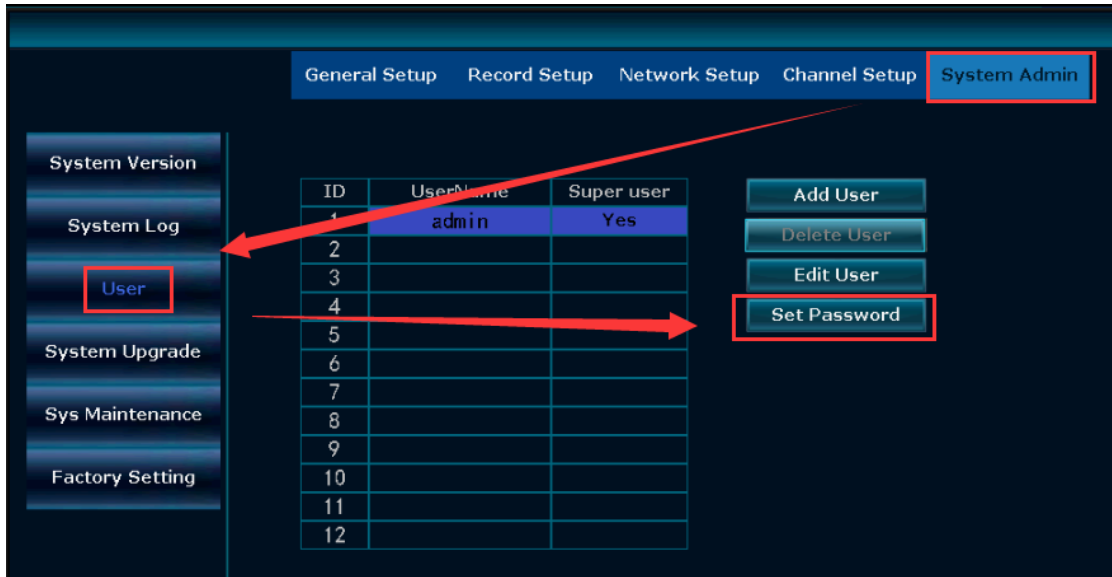 General Setup Record Setup Network Setup Channel Setup System Admin
System Version
System Log
User
System Upgrade
Sys Maintenance
Factory Setting
ID UserName Super user
1 admin Yes
2
3
4
5
6
7
8
9
10
11
12
Add User
Delete User
Edit User
Set Password